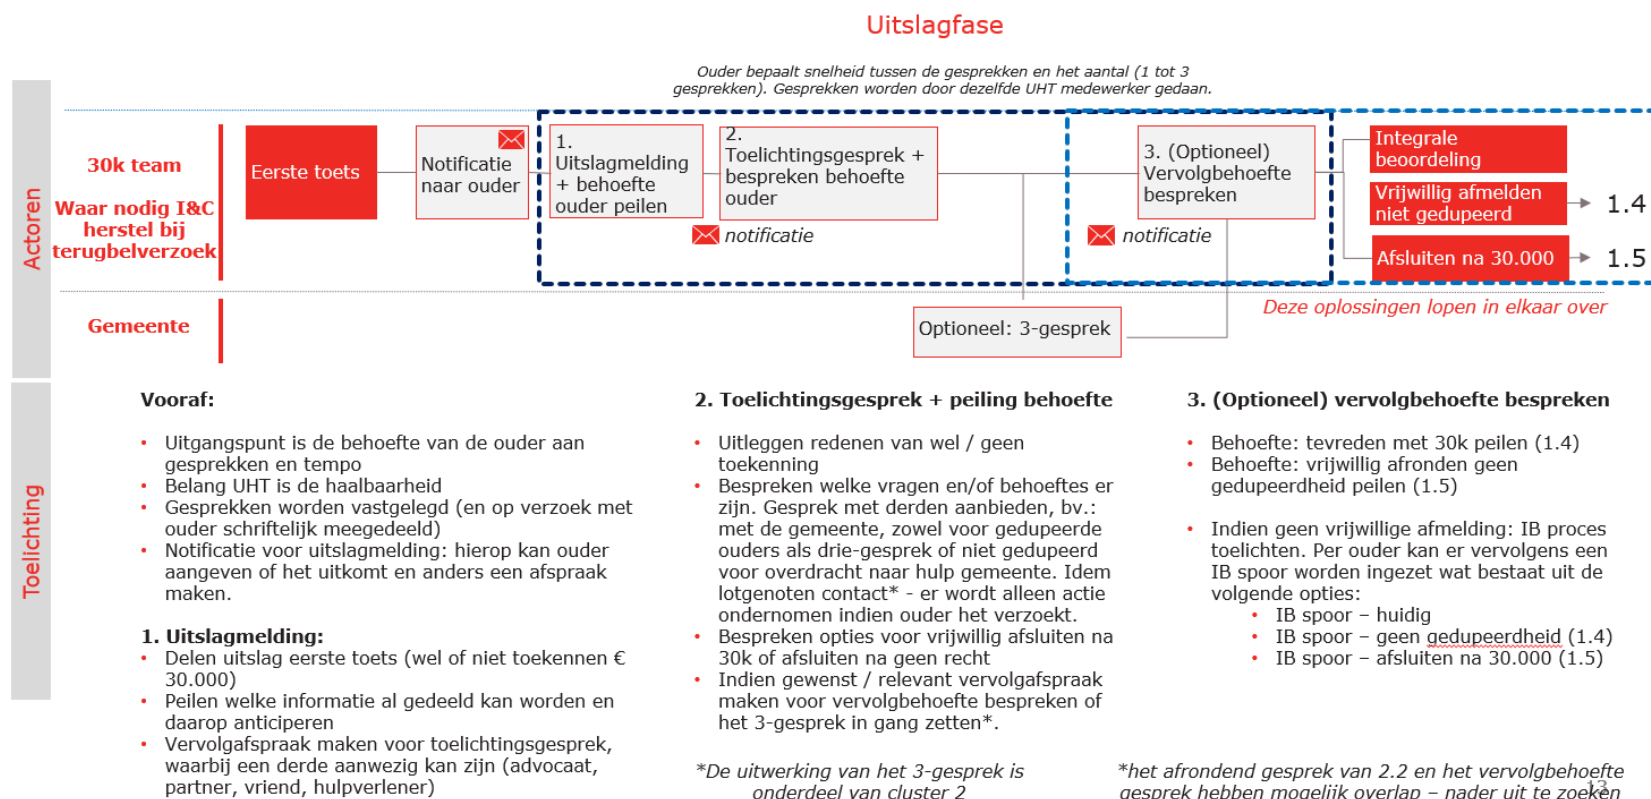 Uitslagfase
Ouder bepaalt snelheid tussen de gesprekken en het aantal (1 tot 3
gesprekken). Gesprekken worden door dezelfde UHT medewerker gedaan.
Actoren
30k team
Waar nodig I&C
herstel bij
terugbelverzoek
Eerste toets
Notificatie
naar ouder
1.
Uitslagmelding
+ behoefte
ouder peilen
2.
Toelichtingsgesprek +
bespreken behoefte
ouder
notificatie
3. (Optioneel)
Vervolgbehoefte
bespreken
notificatie
Integrale
beoordeling
Vrijwillig afmelden
niet gedupeerd
1.4
Afsluiten na 30.000
1.5
Deze oplossingen lopen in elkaar over
Gemeente
Optioneel: 3-gesprek
Toelichting
Vooraf:
• Uitgangspunt is de behoefte van de ouder aan
gesprekken en tempo
• Belang UHT is de haalbaarheid
• Gesprekken worden vastgelegd (en op verzoek met
ouder schriftelijk meegedeeld)
• Notificatie voor uitslagmelding: hierop kan ouder
aangeven of het uitkomt en anders een afspraak
maken.
1. Uitslagmelding:
• Delen uitslag eerste toets (wel of niet toekennen €
30.000)
• Peilen welke informatie al gedeeld kan worden en
daarop anticiperen
• Vervolgafspraak maken voor toelichtingsgesprek,
waarbij een derde aanwezig kan zijn (advocaat,
partner, vriend, hulpverlener)
2. Toelichtingsgesprek + peiling behoefte
• Uitleggen redenen van wel / geen
toekenning
• Bespreken welke vragen en/of behoeftes er
zijn. Gesprek met derden aanbieden, bv.:
met de gemeente, zowel voor gedupeerde
ouders als drie-gesprek of niet gedupeerd
voor overdracht naar hulp gemeente. Idem
lotgenoten contact* - er wordt alleen actie
ondernomen indien ouder het verzoekt.
• Bespreken opties voor vrijwillig afsluiten na
30k of afsluiten na geen recht
• Indien gewenst / relevant vervolgafspraak
maken voor vervolgbehoefte bespreken of
het 3-gesprek in gang zetten*.
*De uitwerking van het 3-gesprek is
onderdeel van cluster 2
3. (Optioneel) vervolgbehoefte bespreken
• Behoefte: tevreden met 30k peilen (1.4)
• Behoefte: vrijwillig afronden geen
gedupeerdheid peilen (1.5)
• Indien geen vrijwillige afmelding: IB proces
toelichten. Per ouder kan er vervolgens een
IB spoor worden ingezet wat bestaat uit de
volgende opties:
• IB spoor – huidig
• IB spoor – geen gedupeerdheid (1.4)
• IB spoor – afsluiten na 30.000 (1.5)
*het afrondend gesprek van 2.2 en het vervolgbehoefte
gesprek hebben mogelijk overlap – nader uit te zoeken
13